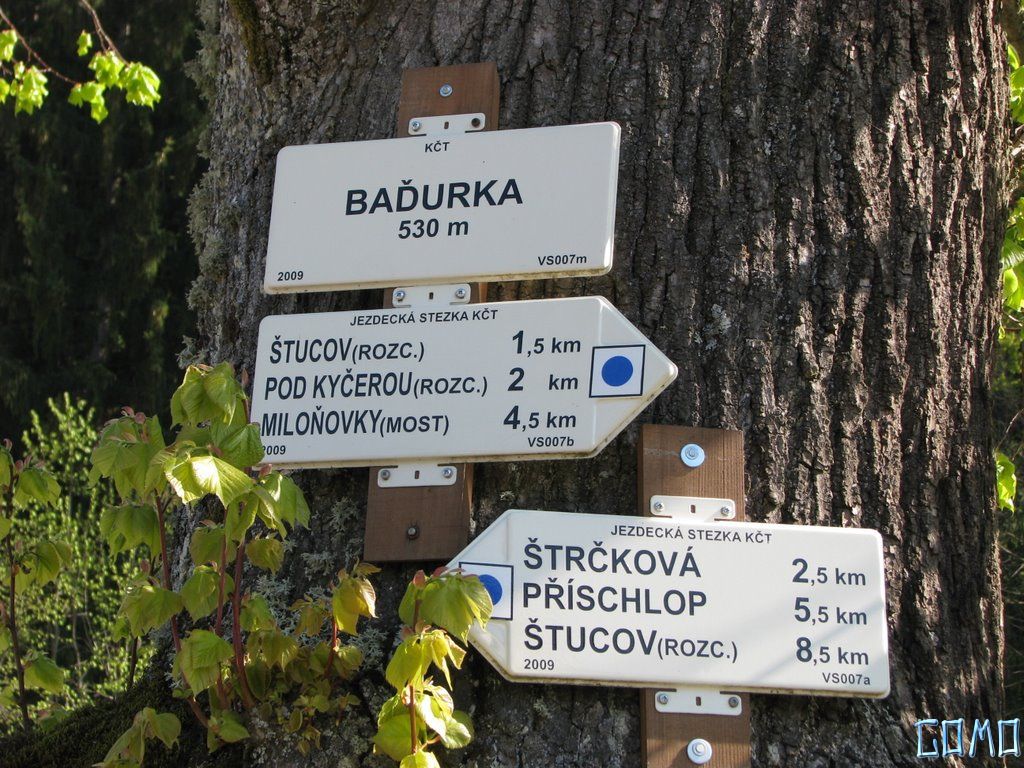 KČT
BAĎURKA
530 m
2009 VS007m
JEZDECKÁ STEZKA KČT
ŠTUCOV(ROZC.) 1,5 km
POD KYČEROU(ROZC.) 2 km
MILOŇOVKY(MOST) 4,5 km
2009 VS007b
JEZDECKÁ STEZKA KČT
ŠTRČKOVÁ 2,5 km
PŘÍSCHLOP 5,5 km
ŠTUCOV(ROZC.) 8,5 km
2009 VS007a
GOMO